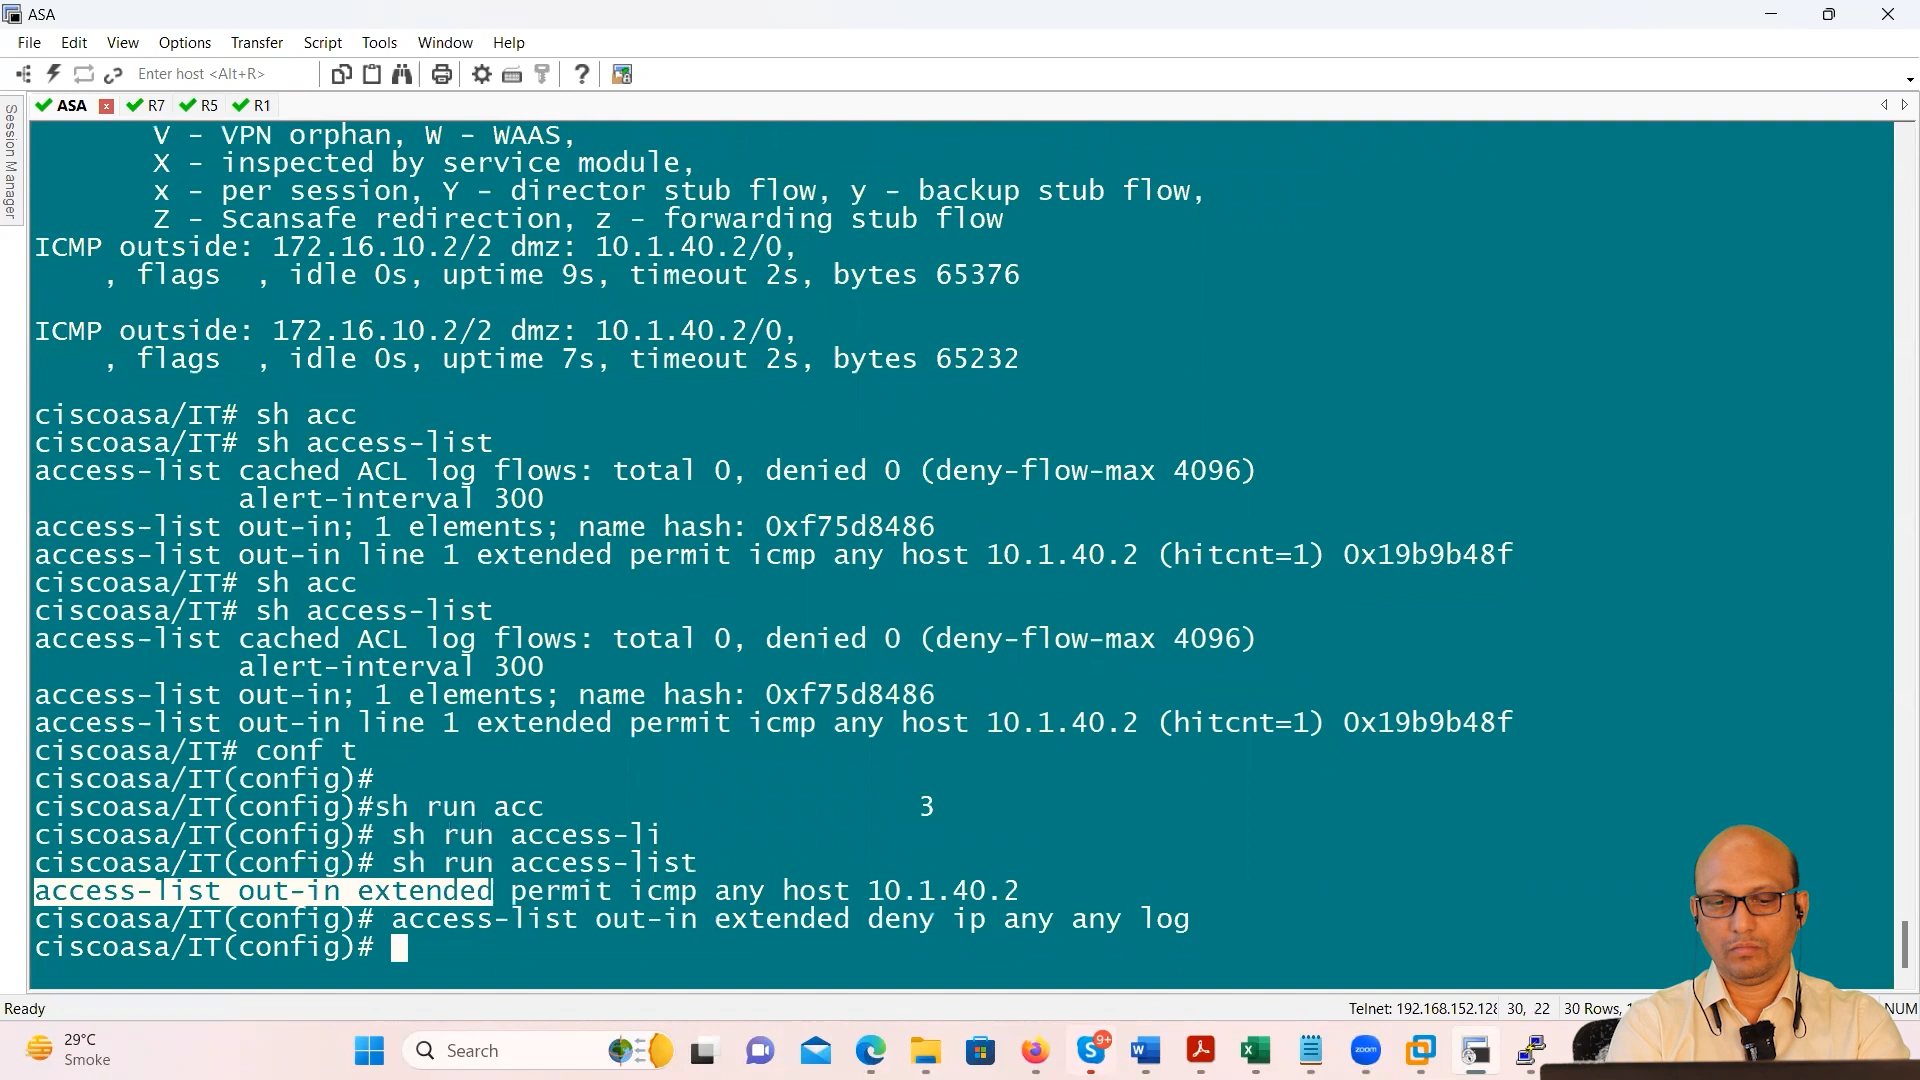 ASA
File Edit View Options Transfer Script Tools Window Help
Enter host <Alt+R>
ASA R7 R5 R1
Session Manager
V - VPN orphan, W - WAAS,
X - inspected by service module,
x - per session, Y - director stub flow, y - backup stub flow,
Z - Scansafe redirection, z - forwarding stub flow
ICMP outside: 172.16.10.2/2 dmz: 10.1.40.2/0,
, flags  , idle 0s, uptime 9s, timeout 2s, bytes 65376
ICMP outside: 172.16.10.2/2 dmz: 10.1.40.2/0,
, flags  , idle 0s, uptime 7s, timeout 2s, bytes 65232
ciscoasa/IT# sh acc
ciscoasa/IT# sh access-list
access-list cached ACL log flows: total 0, denied 0 (deny-flow-max 4096)
alert-interval 300
access-list out-in; 1 elements; name hash: 0xf75d8486
access-list out-in line 1 extended permit icmp any host 10.1.40.2 (hitcnt=1) 0x19b9b48f
ciscoasa/IT# sh acc
ciscoasa/IT# sh access-list
access-list cached ACL log flows: total 0, denied 0 (deny-flow-max 4096)
alert-interval 300
access-list out-in; 1 elements; name hash: 0xf75d8486
access-list out-in line 1 extended permit icmp any host 10.1.40.2 (hitcnt=1) 0x19b9b48f
ciscoasa/IT# conf t
ciscoasa/IT(config)#
ciscoasa/IT(config)#sh run acc 3
ciscoasa/IT(config)# sh run access-li
ciscoasa/IT(config)# sh run access-list
access-list out-in extended permit icmp any host 10.1.40.2
ciscoasa/IT(config)# access-list out-in extended deny ip any any log
ciscoasa/IT(config)#
Ready Telnet: 192.168.152.128 30, 22 30 Rows, NUM
29°C
Smoke
Search
9+
zoom